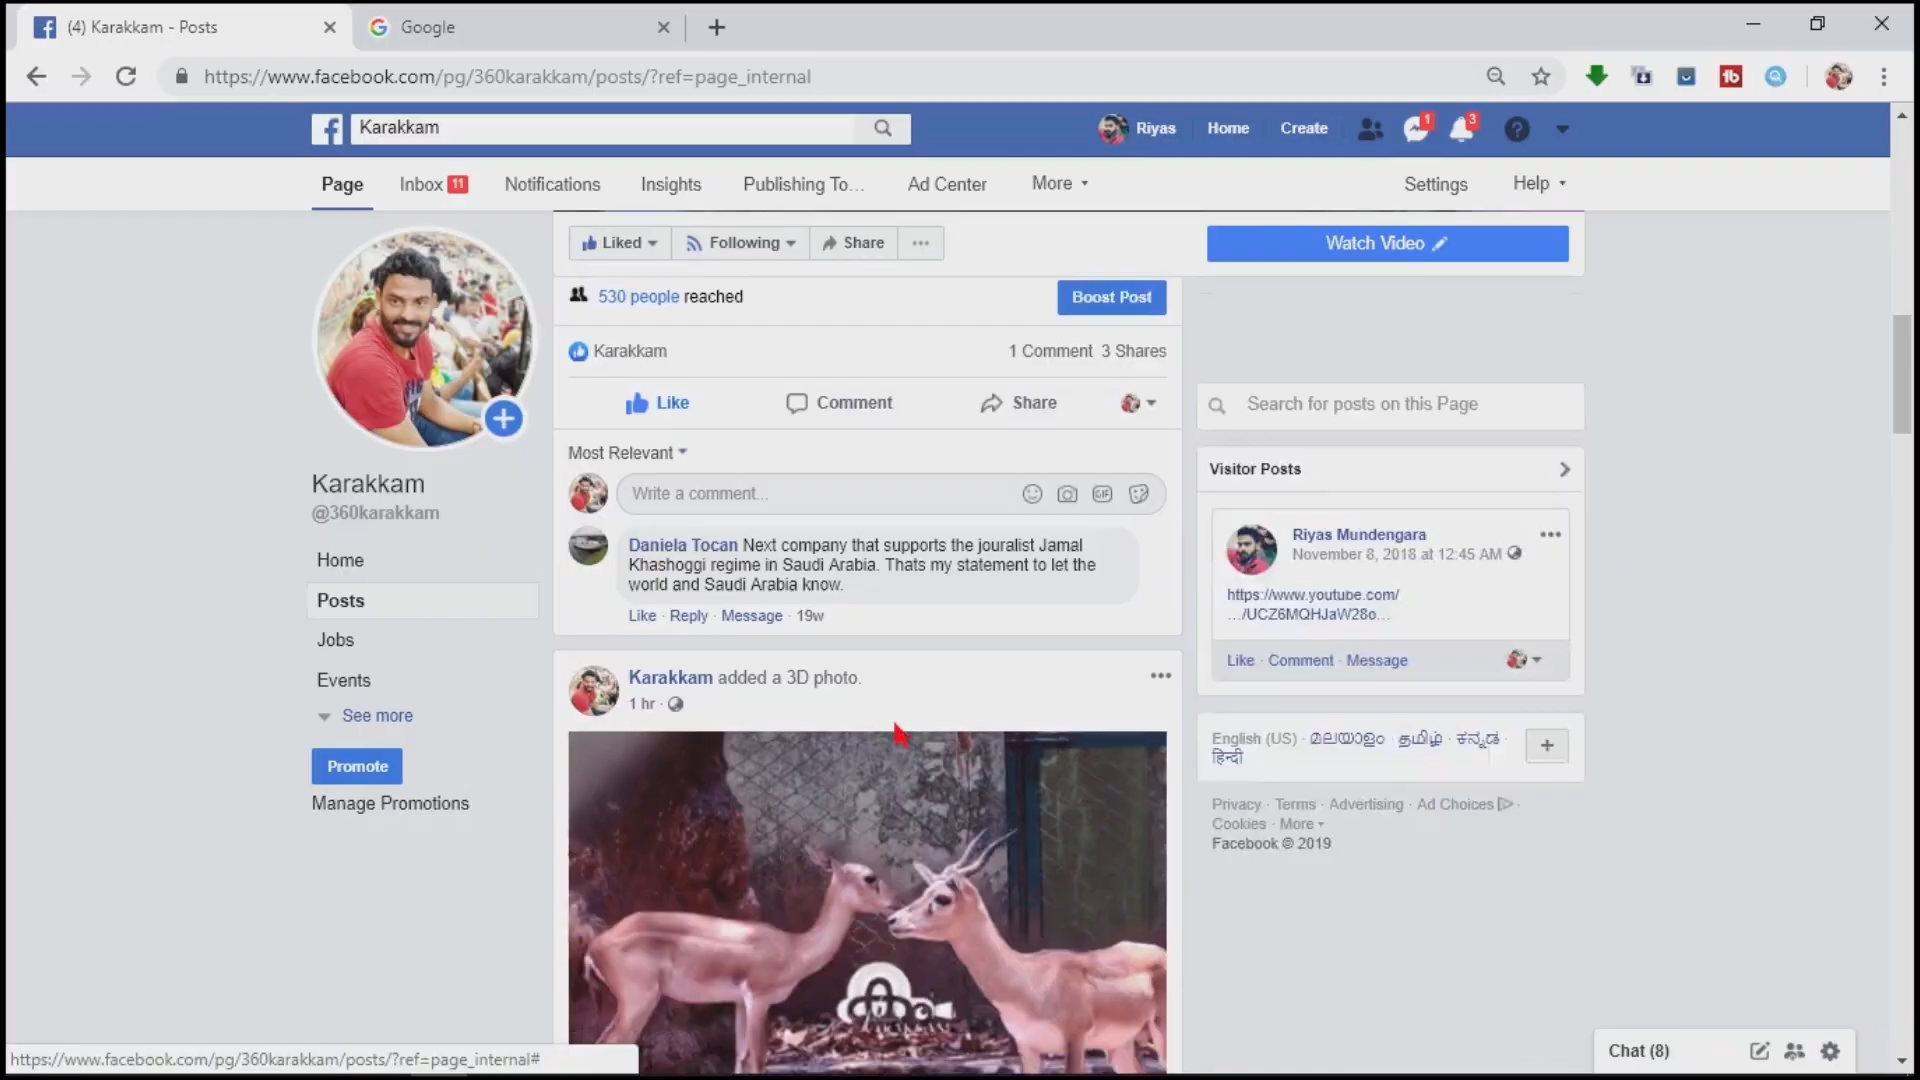 (4) Karakkam - Posts
Google
https://www.facebook.com/pg/360karakkam/posts/?ref=page_internal
Karakkam
Riyas
Home
Create
1
3
Page
Inbox 11
Notifications
Insights
Publishing To...
Ad Center
More
Settings
Help
Liked
Following
Share
Watch Video
530 people reached
Boost Post
Karakkam
1 Comment 3 Shares
Like
Comment
Share
Search for posts on this Page
Most Relevant
Write a comment...
GIF
Daniela Tocan Next company that supports the jouralist Jamal
Khashoggi regime in Saudi Arabia. Thats my statement to let the
world and Saudi Arabia know.
Like · Reply · Message · 19w
Karakkam added a 3D photo.
1 hr ·
KARAKKAM
Karakkam
@360karakkam
Home
Posts
Jobs
Events
See more
Promote
Manage Promotions
Visitor Posts
Riyas Mundengara
November 8, 2018 at 12:45 AM
https://www.youtube.com/
.../UCZ6MQHJaW28o...
Like · Comment · Message
English (US) · മലയാളം · தமிழ் · ಕನ್ನಡ ·
हिन्दी
Privacy · Terms · Advertising · Ad Choices ·
Cookies · More
Facebook © 2019
Chat (8)
https://www.facebook.com/pg/360karakkam/posts/?ref=page_internal#